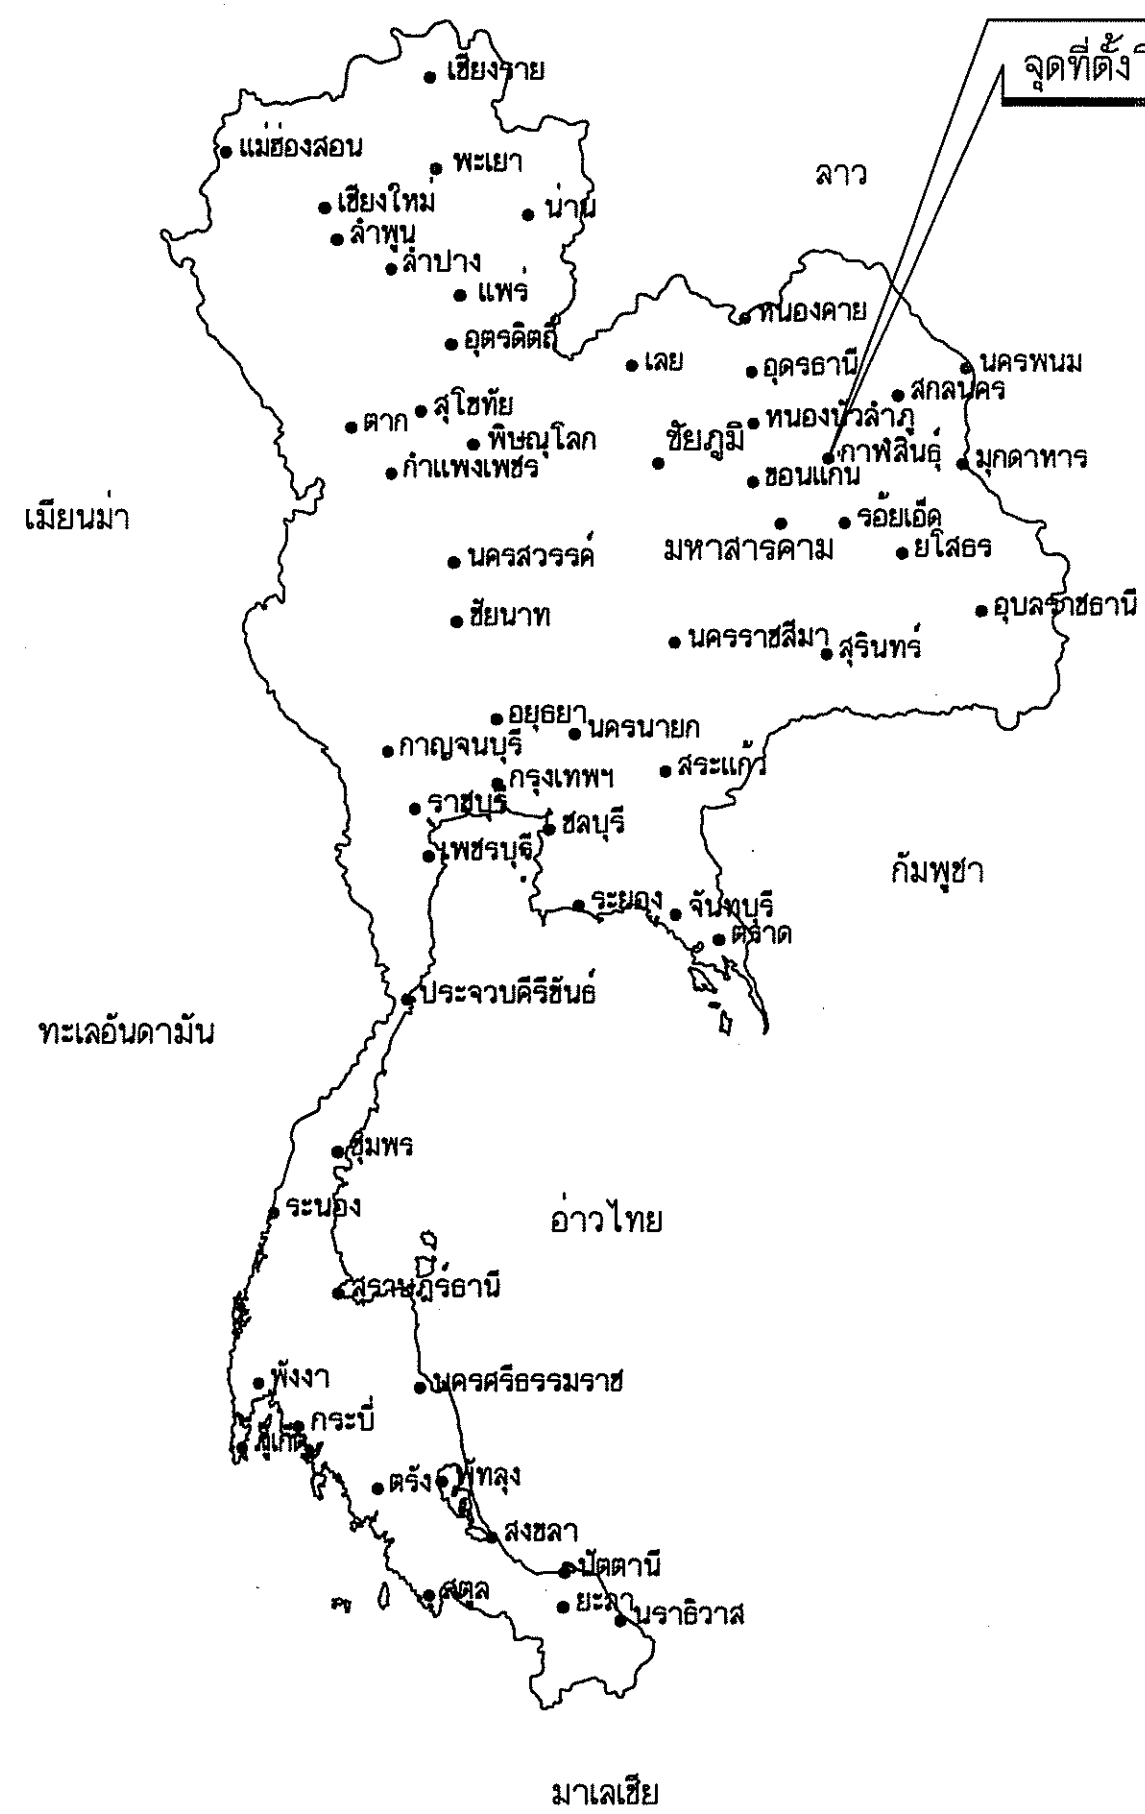 จุดที่ตั้ง
เชียงราย
แม่ฮ่องสอน
พะเยา
ลาว
เชียงใหม่
น่าน
ลำพูน
ลำปาง
แพร่
หนองคาย
อุตรดิตถ์
เลย
อุดรธานี
นครพนม
สกลนคร
สุโขทัย
ตาก
หนองบัวลำภู
พิษณุโลก
ชัยภูมิ
กาฬสินธุ์
มุกดาหาร
กำแพงเพชร
ขอนแก่น
เมียนม่า
ร้อยเอ็ด
มหาสารคาม
ยโสธร
นครสวรรค์
อุบลราชธานี
ชัยนาท
นครราชสีมา
สุรินทร์
อยุธยา
นครนายก
กาญจนบุรี
สระแก้ว
กรุงเทพฯ
ราชบุรี
ชลบุรี
เพชรบุรี
กัมพูชา
ระยอง
จันทบุรี
ตราด
ประจวบคีรีขันธ์
ทะเลอันดามัน
ชุมพร
ระนอง
อ่าวไทย
สุราษฎร์ธานี
พังงา
นครศรีธรรมราช
กระบี่
ภูเก็ต
ตรัง
พัทลุง
สงขลา
ปัตตานี
สตูล
ยะลา
นราธิวาส
มาเลเซีย